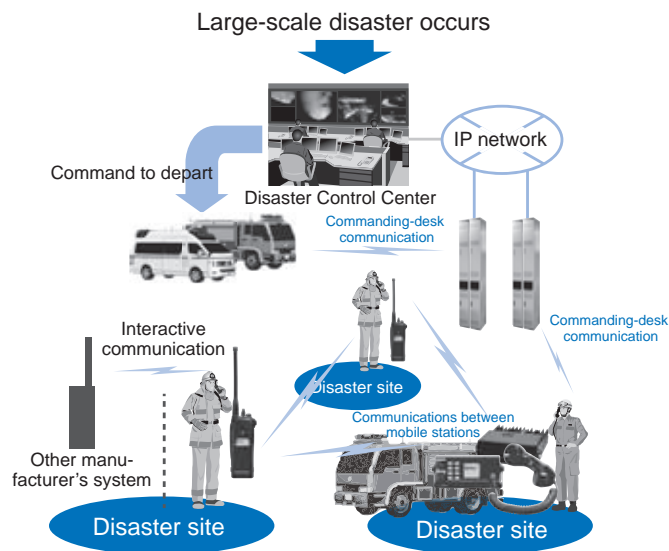 Large-scale disaster occurs
IP network
Command to depart
Disaster Control Center
Commanding-desk
communication
Commanding-desk
communication
Interactive
communication
Disaster site
Communications between
mobile stations
Other manu-
facturer's system
Disaster site
Disaster site